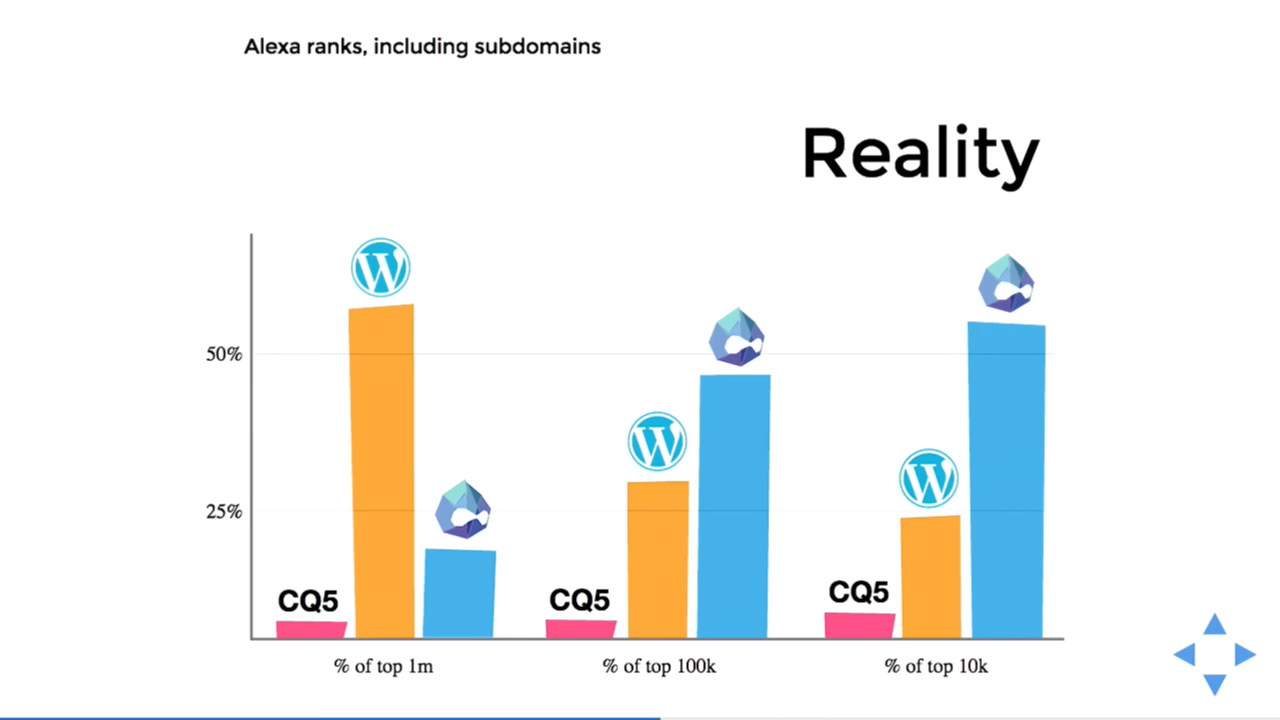 Alexa ranks, including subdomains
Reality
50%
25%
CQ5
CQ5
CQ5
% of top 1m
% of top 100k
% of top 10k